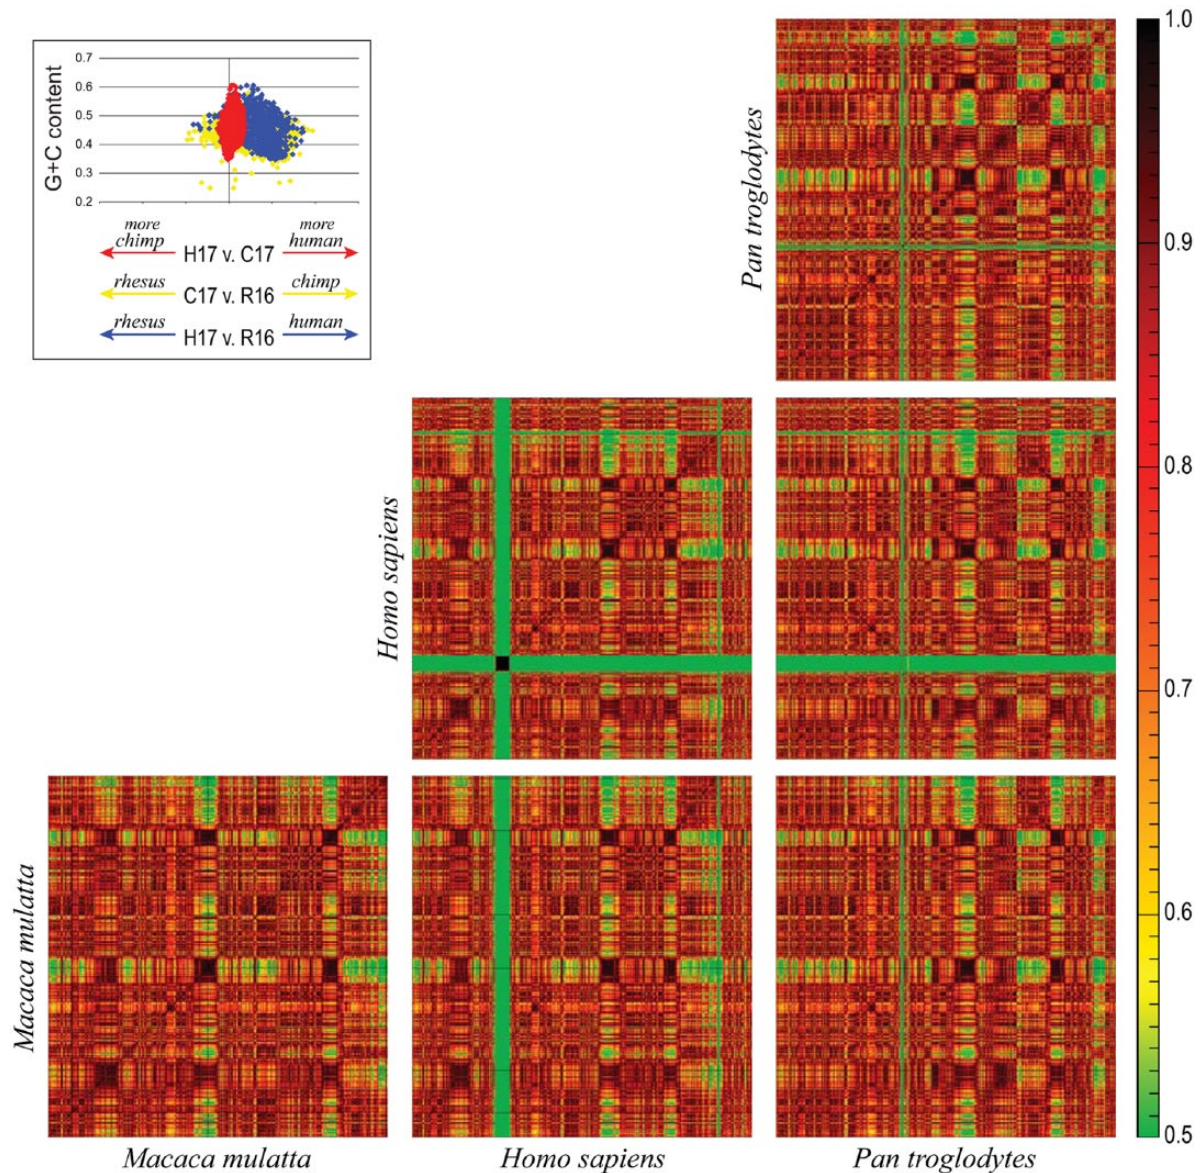 0.7
0.6
0.5
0.4
0.3
0.2
G+C content
more chimp
more human
H17 v. C17
rhesus
C17 v. R16
chimp
rhesus
H17 v. R16
human
Pan troglodytes
Homo sapiens
Macaca mulatta
Macaca mulatta
Homo sapiens
Pan troglodytes
1.0
0.9
0.8
0.7
0.6
0.5